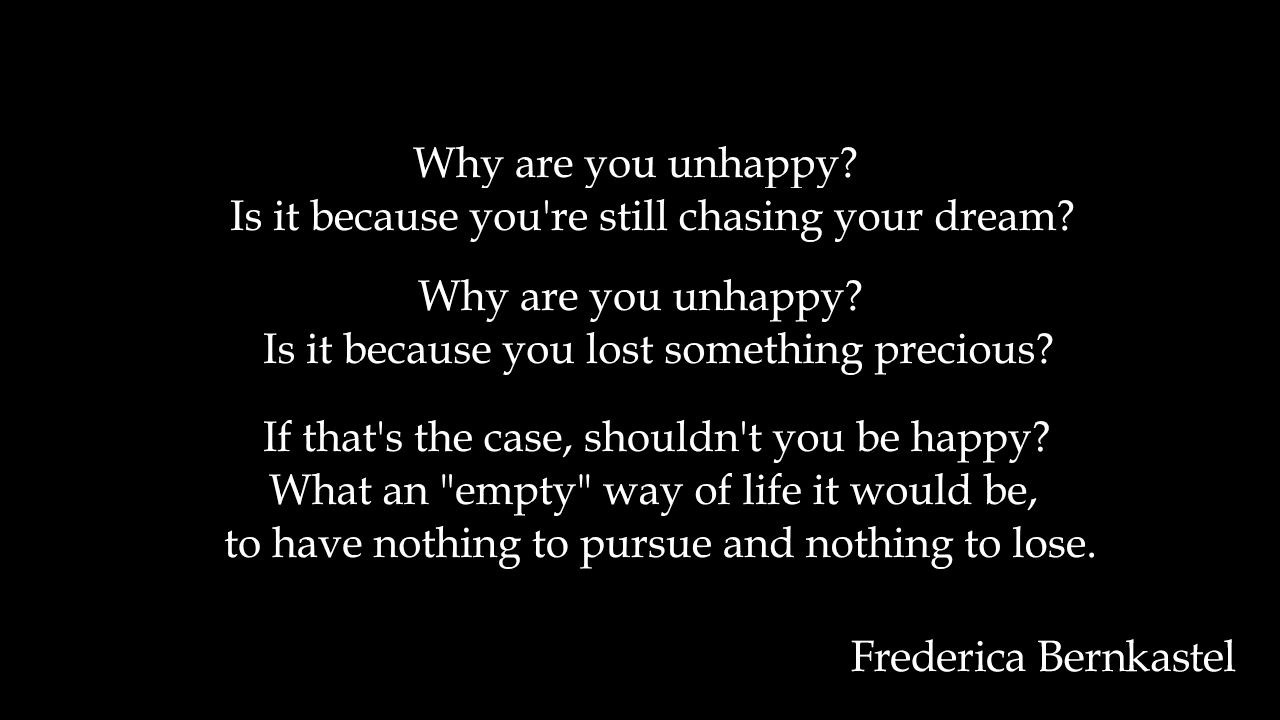 Why are you unhappy?
Is it because you're still chasing your dream?
Why are you unhappy?
Is it because you lost something precious?
If that's the case, shouldn't you be happy?
What an "empty" way of life it would be,
to have nothing to pursue and nothing to lose.
Frederica Bernkastel